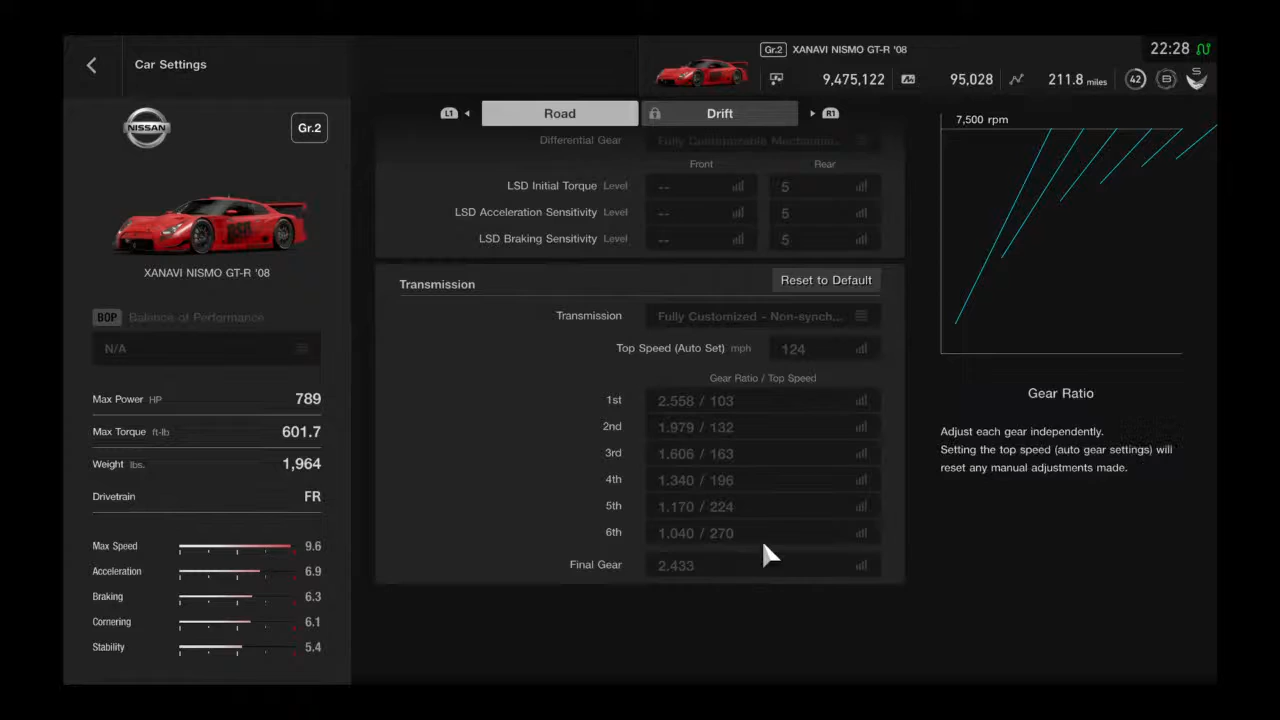 Car Settings
Gr.2 XANAVI NISMO GT-R '08
22:28
9,475,122
95,028
211.8 miles
42
B
S
NISSAN
Gr.2
XANAVI NISMO GT-R '08
BOP Balance of Performance
N/A
Max Power HP 789
Max Torque ft-lb 601.7
Weight lbs. 1,964
Drivetrain FR
Max Speed 9.6
Acceleration 6.9
Braking 6.3
Cornering 6.1
Stability 5.4
L1 Road Drift R1
Differential Gear Fully Customizable Mechanima...
Front Rear
LSD Initial Torque Level -- 5
LSD Acceleration Sensitivity Level -- 5
LSD Braking Sensitivity Level -- 5
Transmission Reset to Default
Transmission Fully Customized - Non-synch...
Top Speed (Auto Set) mph 124
Gear Ratio / Top Speed
1st 2.558 / 103
2nd 1.979 / 132
3rd 1.606 / 163
4th 1.340 / 196
5th 1.170 / 224
6th 1.040 / 270
Final Gear 2.433
7,500 rpm
Gear Ratio
Adjust each gear independently.
Setting the top speed (auto gear settings) will
reset any manual adjustments made.